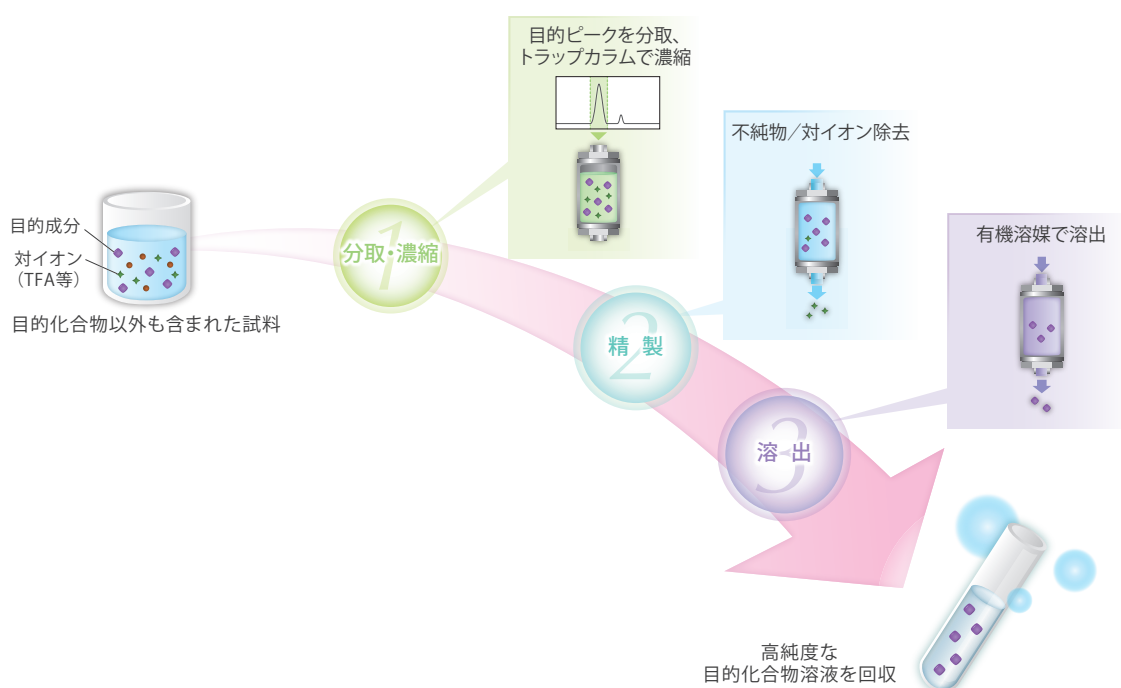 目的ピークを分取、
トラップカラムで濃縮
不純物／対イオン除去
有機溶媒で溶出
目的成分
対イオン
（TFA等）
目的化合物以外も含まれた試料
1
分取・濃縮
2
精製
3
溶出
高純度な
目的化合物溶液を回収